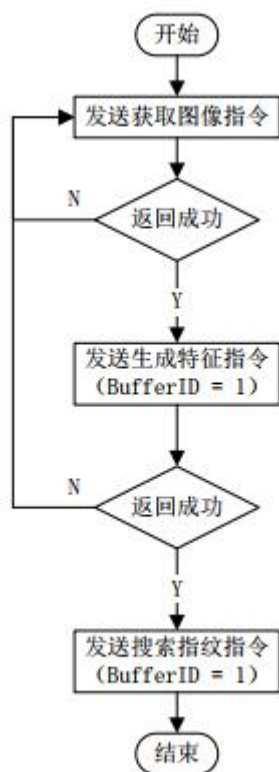 开始
发送获取图像指令
N
返回成功
Y
发送生成特征指令
(BufferID = 1)
N
返回成功
Y
发送搜索指纹指令
(BufferID = 1)
结束